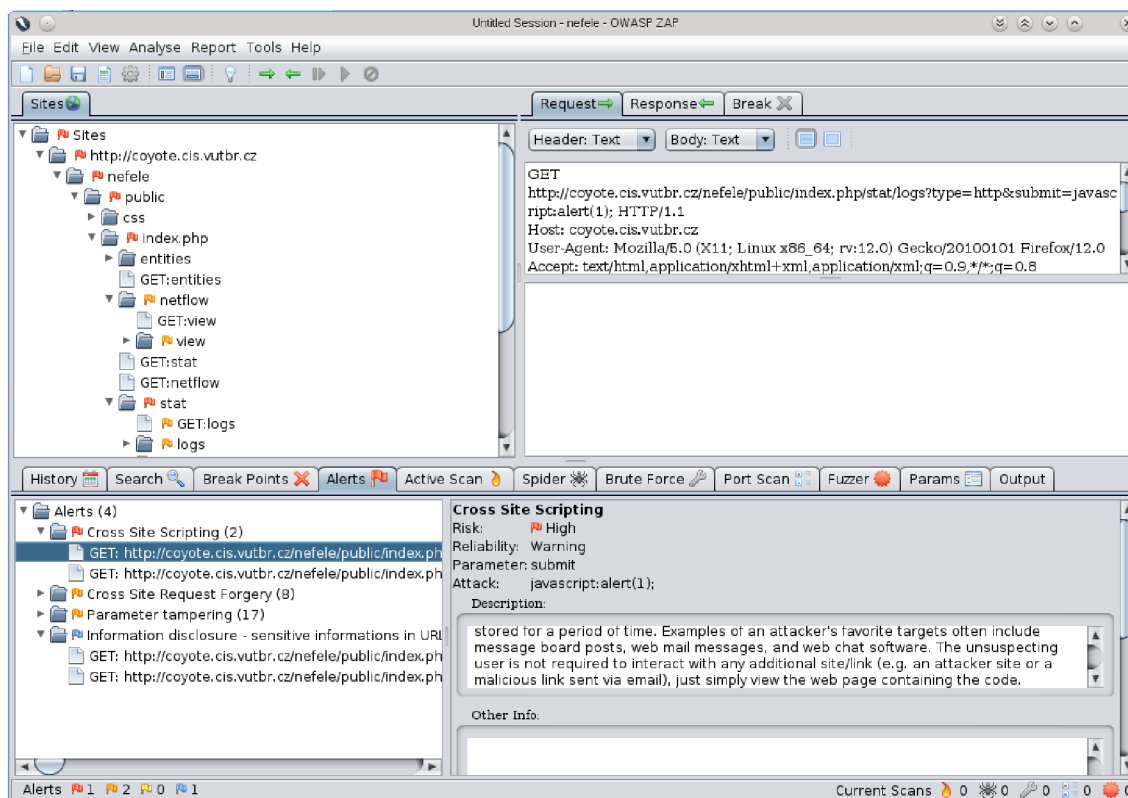 Untitled Session - nefele - OWASP ZAP
File Edit View Analyse Report Tools Help
Sites
Request Response Break
Header: Text Body: Text
Sites
http://coyote.cis.vutbr.cz
nefele
public
css
index.php
entities
GET:entities
netflow
GET:view
view
GET:stat
GET:netflow
stat
GET:logs
logs
GET
http://coyote.cis.vutbr.cz/nefele/public/index.php/stat/logs?type=http&submit=javasc
ript:alert(1); HTTP/1.1
Host: coyote.cis.vutbr.cz
User-Agent: Mozilla/5.0 (X11; Linux x86_64; rv:12.0) Gecko/20100101 Firefox/12.0
Accept: text/html,application/xhtml+xml,application/xml;q=0.9,*/*;q=0.8
History Search Break Points Alerts Active Scan Spider Brute Force Port Scan Fuzzer Params Output
Alerts (4)
Cross Site Scripting (2)
GET: http://coyote.cis.vutbr.cz/nefele/public/index.ph
GET: http://coyote.cis.vutbr.cz/nefele/public/index.ph
Cross Site Request Forgery (8)
Parameter tampering (17)
Information disclosure - sensitive informations in URL
GET: http://coyote.cis.vutbr.cz/nefele/public/index.ph
GET: http://coyote.cis.vutbr.cz/nefele/public/index.ph
Cross Site Scripting
Risk: High
Reliability: Warning
Parameter: submit
Attack: javascript:alert(1);
Description:
stored for a period of time. Examples of an attacker's favorite targets often include
message board posts, web mail messages, and web chat software. The unsuspecting
user is not required to interact with any additional site/link (e.g. an attacker site or a
malicious link sent via email), just simply view the web page containing the code.
Other Info:
Alerts 1 2 0 1 Current Scans 0 0 0 0 0